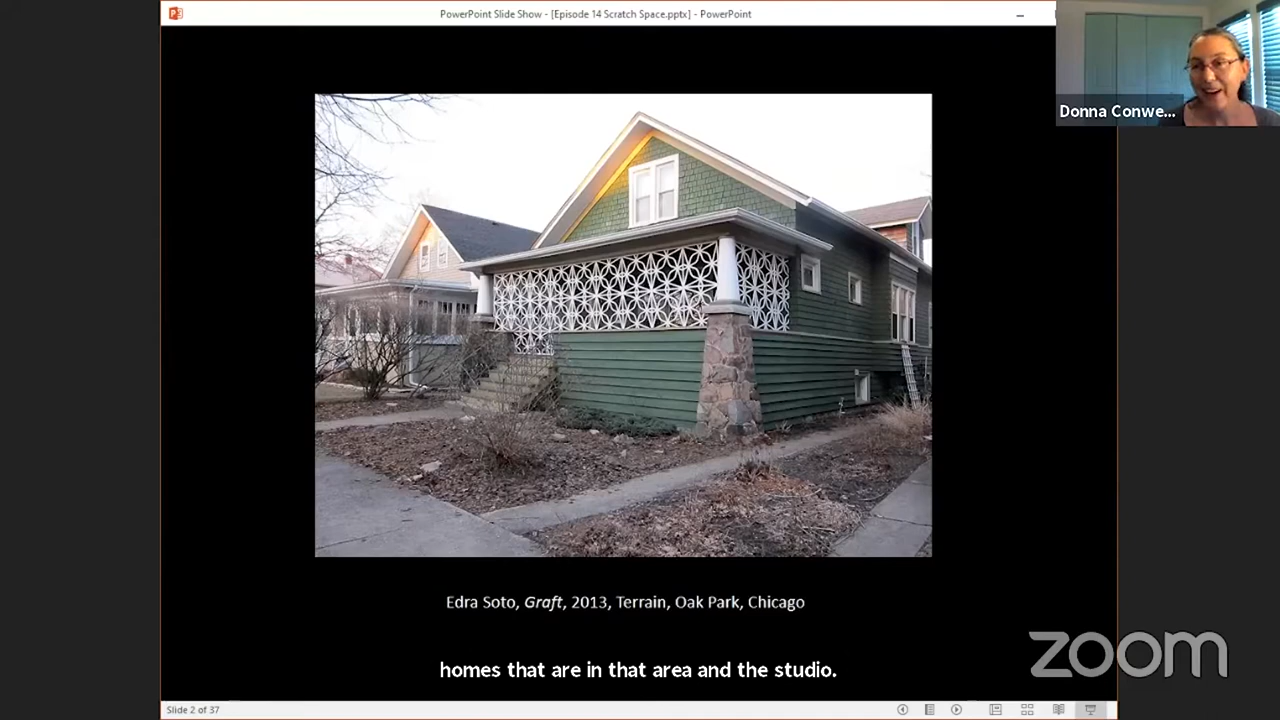 PowerPoint Slide Show - [Episode 14 Scratch Space.pptx] - PowerPoint
Donna Conwe...
Edra Soto, Graft, 2013, Terrain, Oak Park, Chicago
homes that are in that area and the studio.
zoom
Slide 2 of 37